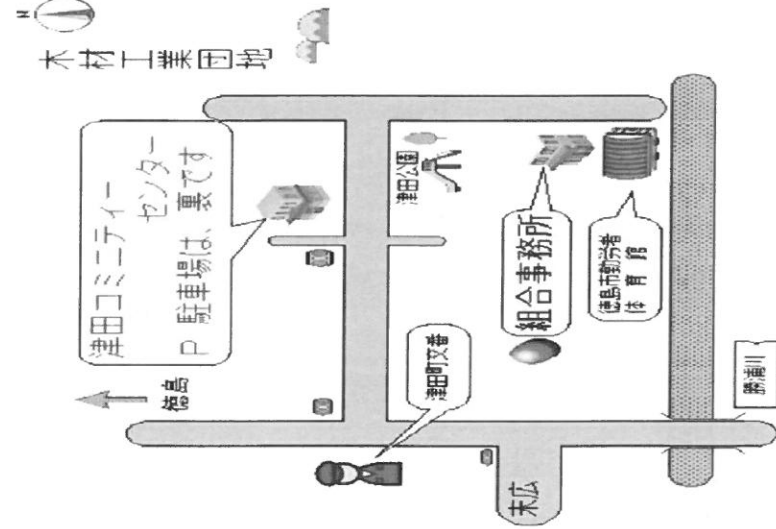 N
木材工業団地
津田コミニティー
センター
P 駐車場は、裏です
徳島
津田公園
組合事務所
徳島市勤労者
体育館
津田町交番
勝浦川
末広